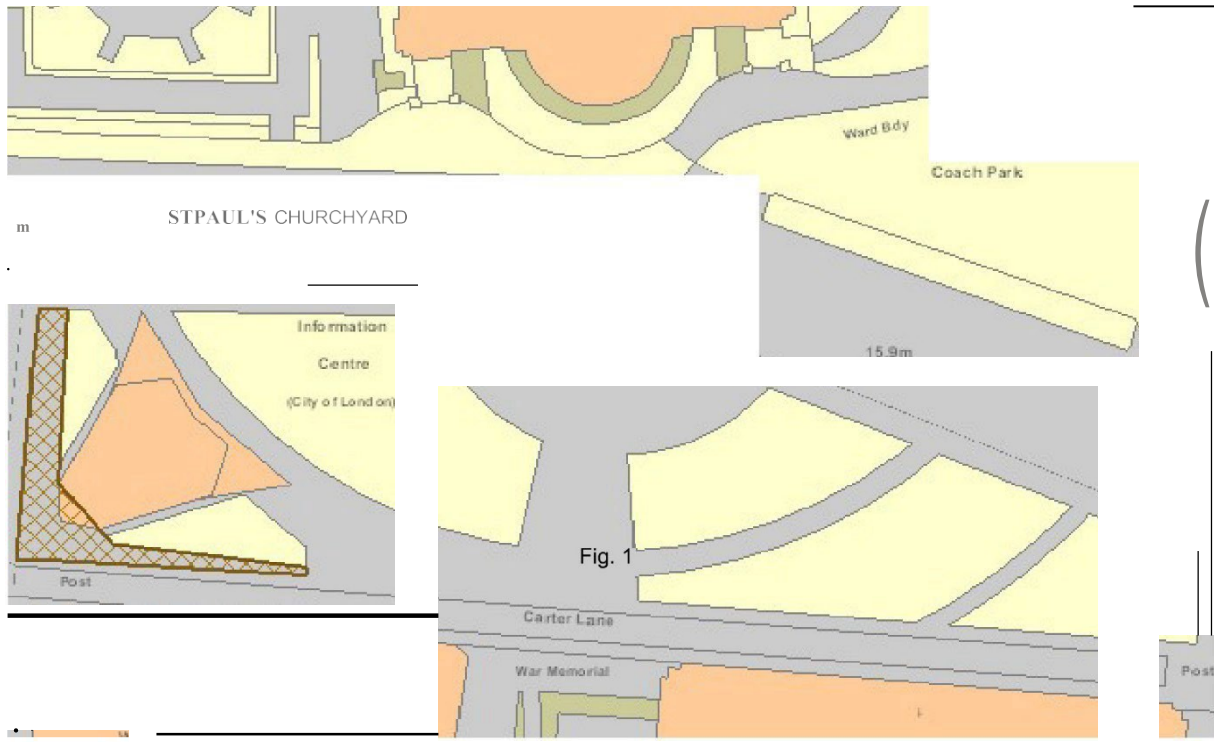 Ward Bdy
Coach Park
m
STPAUL'S CHURCHYARD
(
15.9m
Information
Centre
(City of London)
Fig. 1
Post
Carter Lane
War Memorial
Post